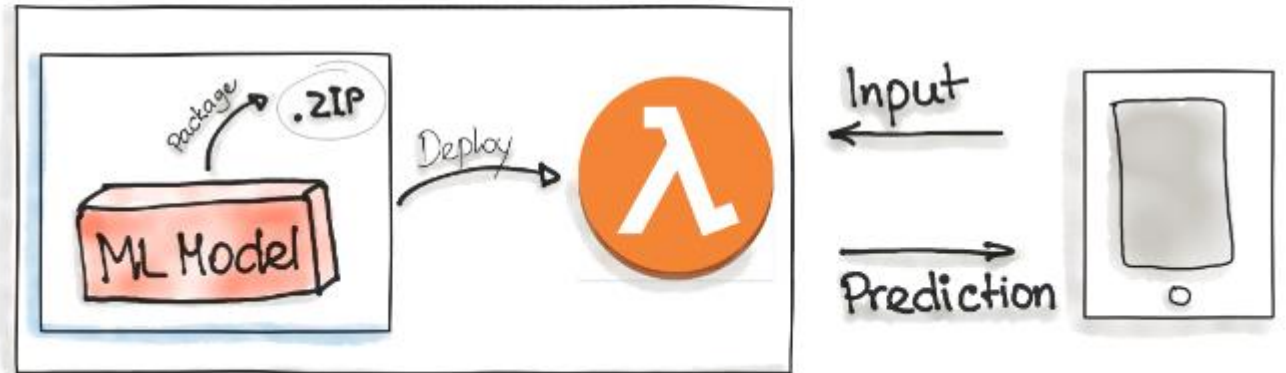 Package
.ZIP
Deploy
ML Model
λ
Input
Prediction